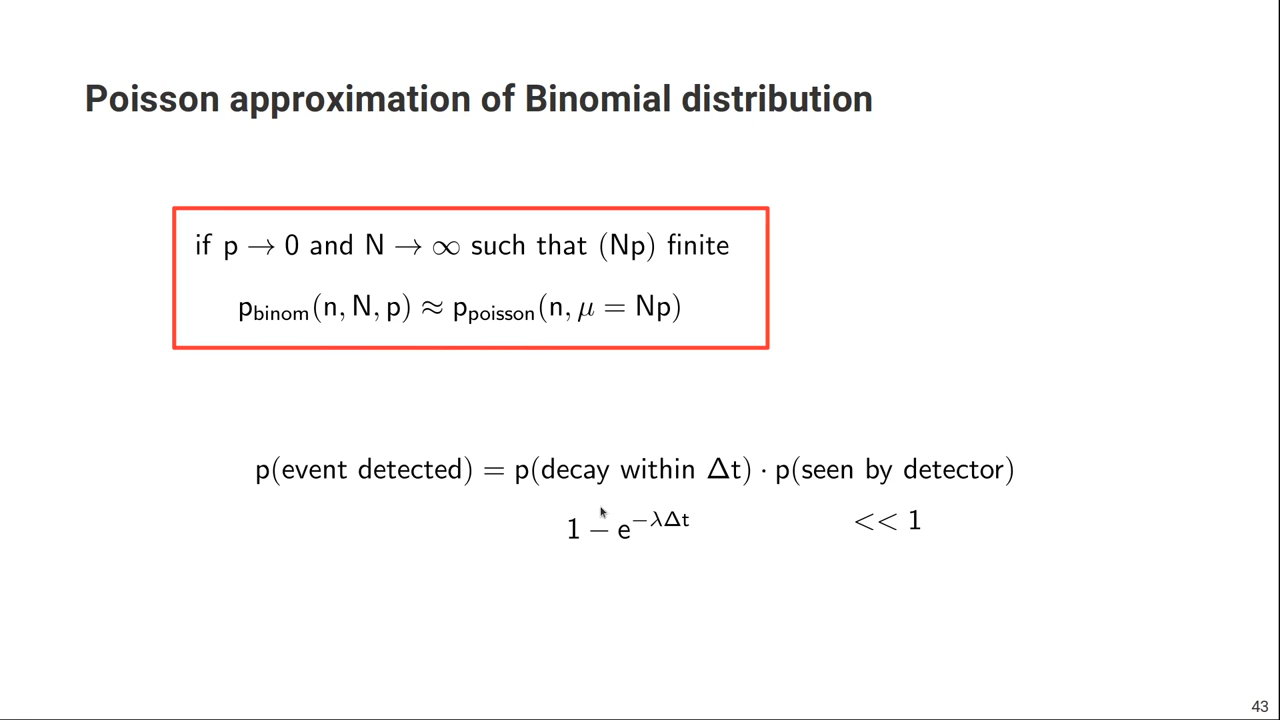 Poisson approximation of Binomial distribution
if p → 0 and N → ∞ such that (Np) finite
p_binom(n, N, p) ≈ p_poisson(n, μ = Np)
p(event detected) = p(decay within Δt) · p(seen by detector)
1 − e^{−λΔt} << 1
43